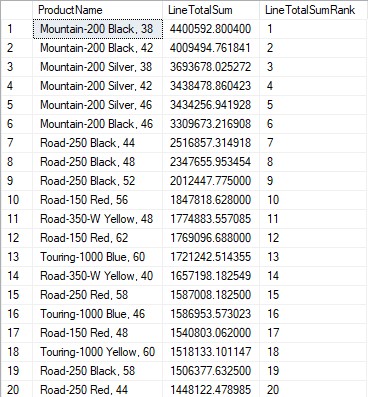 ProductName LineTotalSum LineTotalSumRank
1 Mountain-200 Black, 38 4400592.800400 1
2 Mountain-200 Black, 42 4009494.761841 2
3 Mountain-200 Silver, 38 3693678.025272 3
4 Mountain-200 Silver, 42 3438478.860423 4
5 Mountain-200 Silver, 46 3434256.941928 5
6 Mountain-200 Black, 46 3309673.216908 6
7 Road-250 Black, 44 2516857.314918 7
8 Road-250 Black, 48 2347655.953454 8
9 Road-250 Black, 52 2012447.775000 9
10 Road-150 Red, 56 1847818.628000 10
11 Road-350-W Yellow, 48 1774883.557085 11
12 Road-150 Red, 62 1769096.688000 12
13 Touring-1000 Blue, 60 1721242.514355 13
14 Road-350-W Yellow, 40 1657198.182549 14
15 Road-250 Red, 58 1587008.182500 15
16 Touring-1000 Blue, 46 1586953.573023 16
17 Road-150 Red, 48 1540803.062000 17
18 Touring-1000 Yellow, 60 1518133.101147 18
19 Road-250 Black, 58 1506377.632500 19
20 Road-250 Red, 44 1448122.478985 20